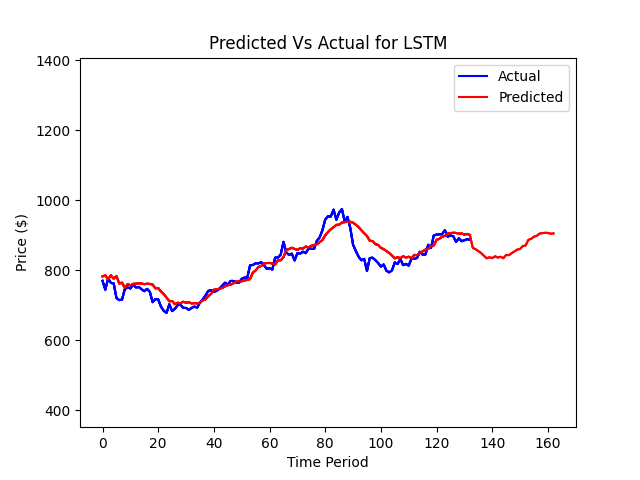 Predicted Vs Actual for LSTM
Actual
Predicted
Price ($)
1400
1200
1000
800
600
400
0 20 40 60 80 100 120 140 160
Time Period